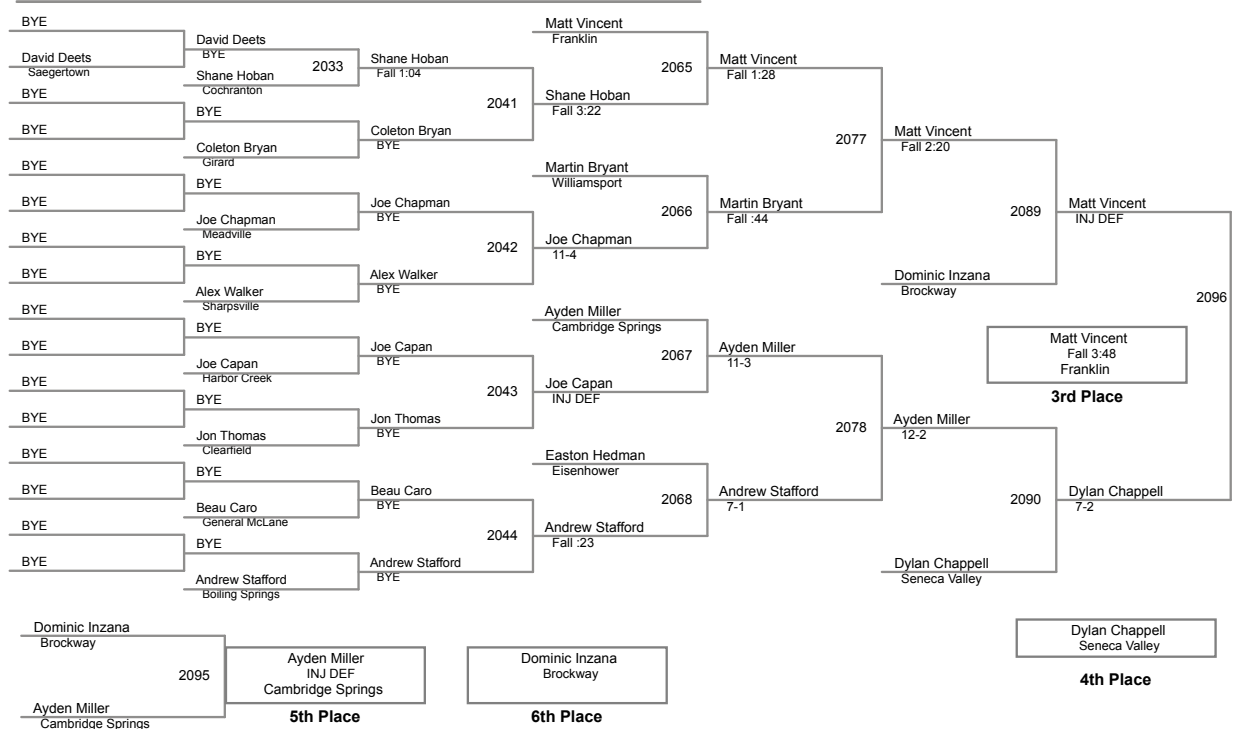 BYE
David Deets
Saegertown
BYE
BYE
BYE
BYE
BYE
BYE
BYE
BYE
BYE
BYE
BYE
BYE
BYE
BYE
David Deets
BYE
2033
Shane Hoban
Cochranton
BYE
Coleton Bryan
Girard
BYE
Joe Chapman
Meadville
BYE
Alex Walker
Sharpsville
BYE
Joe Capan
Harbor Creek
BYE
Jon Thomas
Clearfield
BYE
Beau Caro
General McLane
BYE
Andrew Stafford
Boiling Springs
Shane Hoban
Fall 1:04
2041
Coleton Bryan
BYE
Joe Chapman
BYE
2042
Alex Walker
BYE
Joe Capan
BYE
2043
Jon Thomas
BYE
Beau Caro
BYE
2044
Andrew Stafford
BYE
Matt Vincent
Franklin
2065
Shane Hoban
Fall 3:22
Martin Bryant
Williamsport
2066
Joe Chapman
11-4
Ayden Miller
Cambridge Springs
2067
Joe Capan
INJ DEF
Easton Hedman
Eisenhower
2068
Andrew Stafford
Fall :23
Matt Vincent
Fall 1:28
2077
Martin Bryant
Fall :44
Ayden Miller
11-3
2078
Andrew Stafford
7-1
Matt Vincent
Fall 2:20
2089
Dominic Inzana
Brockway
Ayden Miller
12-2
2090
Dylan Chappell
Seneca Valley
Matt Vincent
INJ DEF
2096
Dylan Chappell
7-2
Matt Vincent
Fall 3:48
Franklin
3rd Place
Dylan Chappell
Seneca Valley
4th Place
Dominic Inzana
Brockway
2095
Ayden Miller
Cambridge Springs
Ayden Miller
INJ DEF
Cambridge Springs
5th Place
Dominic Inzana
Brockway
6th Place